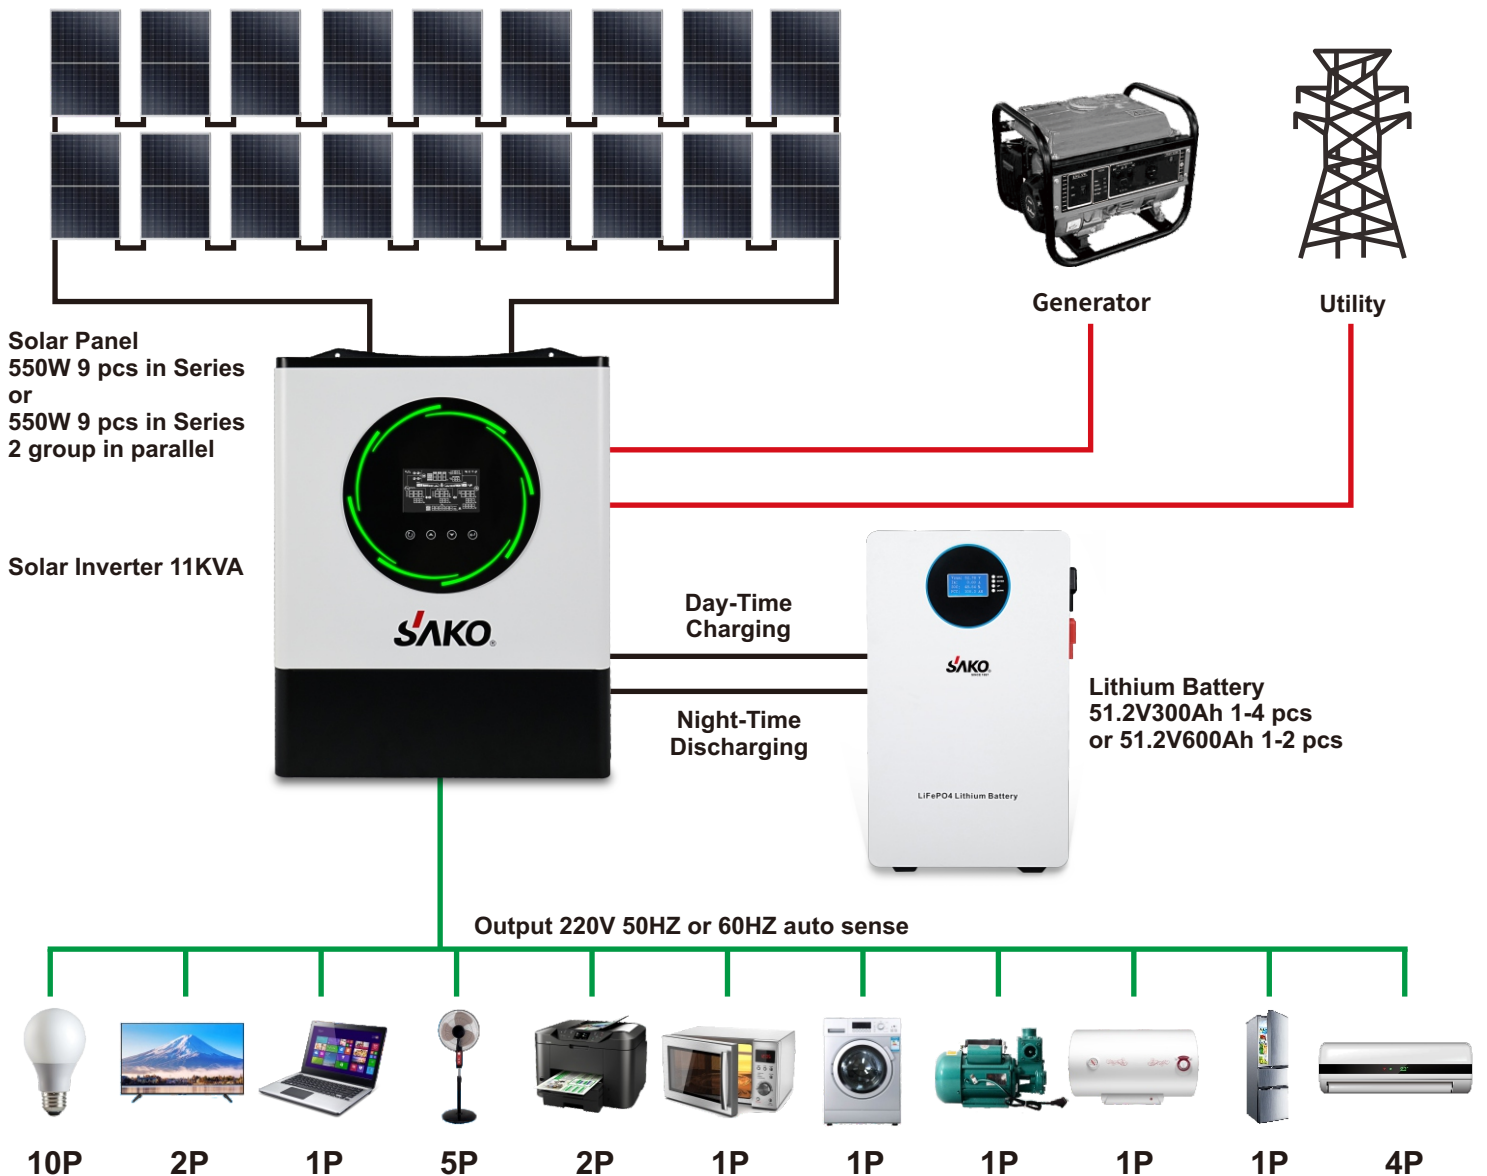 Generator
Utility
Solar Panel
550W 9 pcs in Series
or
550W 9 pcs in Series
2 group in parallel
Solar Inverter 11KVA
SAKO®
Day-Time
Charging
Night-Time
Discharging
SAKO
Lithium Battery
51.2V300Ah 1-4 pcs
or 51.2V600Ah 1-2 pcs
LiFePO4 Lithium Battery
Output 220V 50HZ or 60HZ auto sense
10P
2P
1P
5P
2P
1P
1P
1P
1P
1P
4P